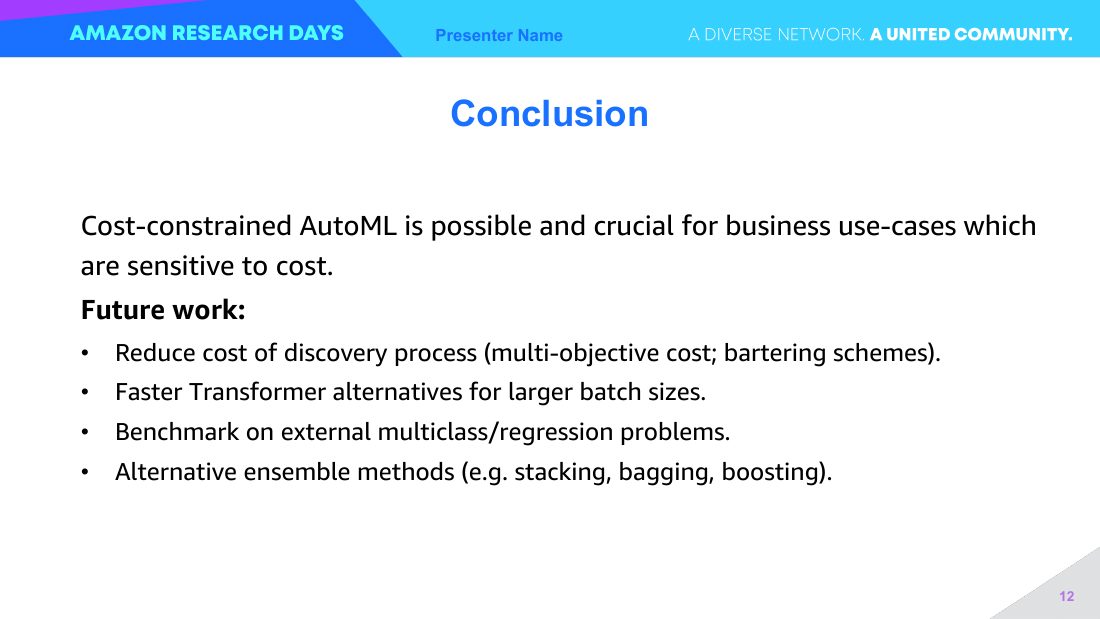 AMAZON RESEARCH DAYS
Presenter Name
A DIVERSE NETWORK. A UNITED COMMUNITY.
Conclusion
Cost-constrained AutoML is possible and crucial for business use-cases which
are sensitive to cost.
Future work:
• Reduce cost of discovery process (multi-objective cost; bartering schemes).
• Faster Transformer alternatives for larger batch sizes.
• Benchmark on external multiclass/regression problems.
• Alternative ensemble methods (e.g. stacking, bagging, boosting).
12